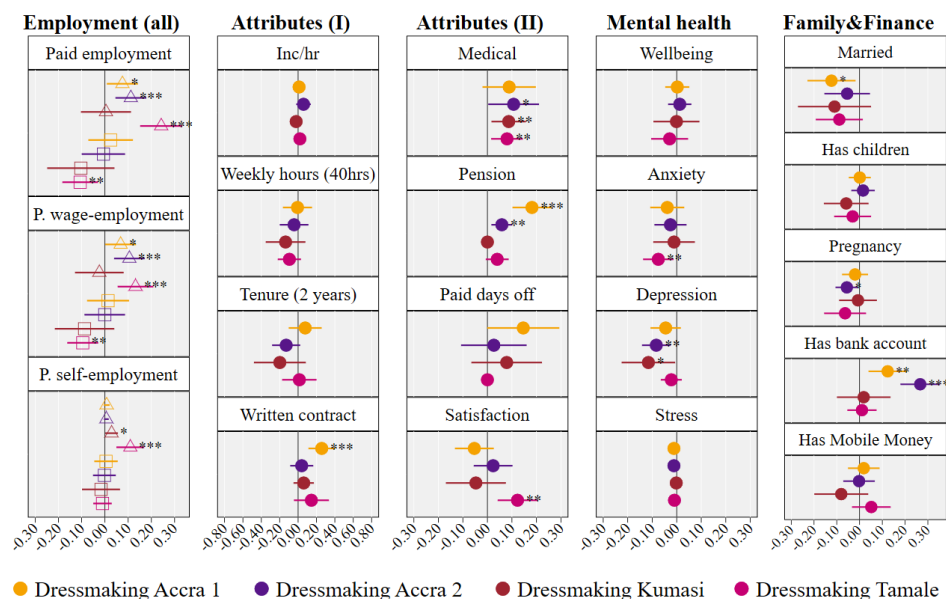 Employment (all)
Attributes (I)
Attributes (II)
Mental health
Family&Finance
Paid employment
*
***
***
**
P. wage-employment
*
***
***
**
P. self-employment
*
***
-0.30
-0.20
-0.10
0.00
0.10
0.20
0.30
Inc/hr
Weekly hours (40hrs)
Tenure (2 years)
Written contract
***
-0.80
-0.60
-0.40
-0.20
0.00
0.20
0.40
0.60
0.80
Medical
*
**
**
Pension
***
**
Paid days off
Satisfaction
**
-0.30
-0.20
-0.10
0.00
0.10
0.20
0.30
Wellbeing
Anxiety
**
Depression
**
*
Stress
-0.30
-0.20
-0.10
0.00
0.10
0.20
0.30
Married
*
Has children
Pregnancy
*
Has bank account
**
***
Has Mobile Money
-0.30
-0.20
-0.10
0.00
0.10
0.20
0.30
Dressmaking Accra 1
Dressmaking Accra 2
Dressmaking Kumasi
Dressmaking Tamale